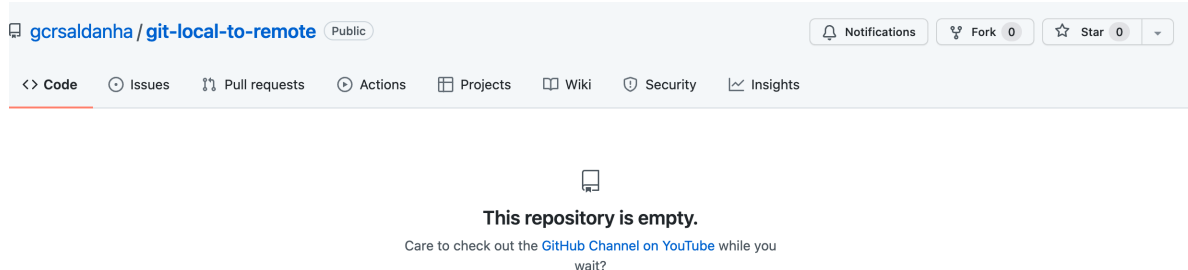 gcrsaldanha / git-local-to-remote Public Notifications Fork 0 Star 0
Code Issues Pull requests Actions Projects Wiki Security Insights
This repository is empty.
Care to check out the GitHub Channel on YouTube while you
wait?